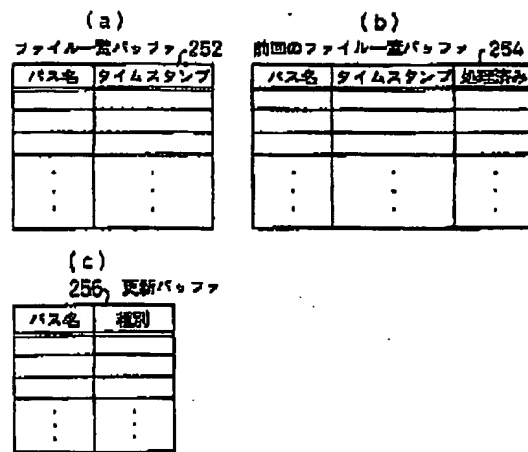 (a)
ファイル一覧バッファ 252
パス名 タイムスタンプ
(b)
前回のファイル一覧バッファ 254
パス名 タイムスタンプ 処理済み
(c)
256 更新バッファ
パス名 種別